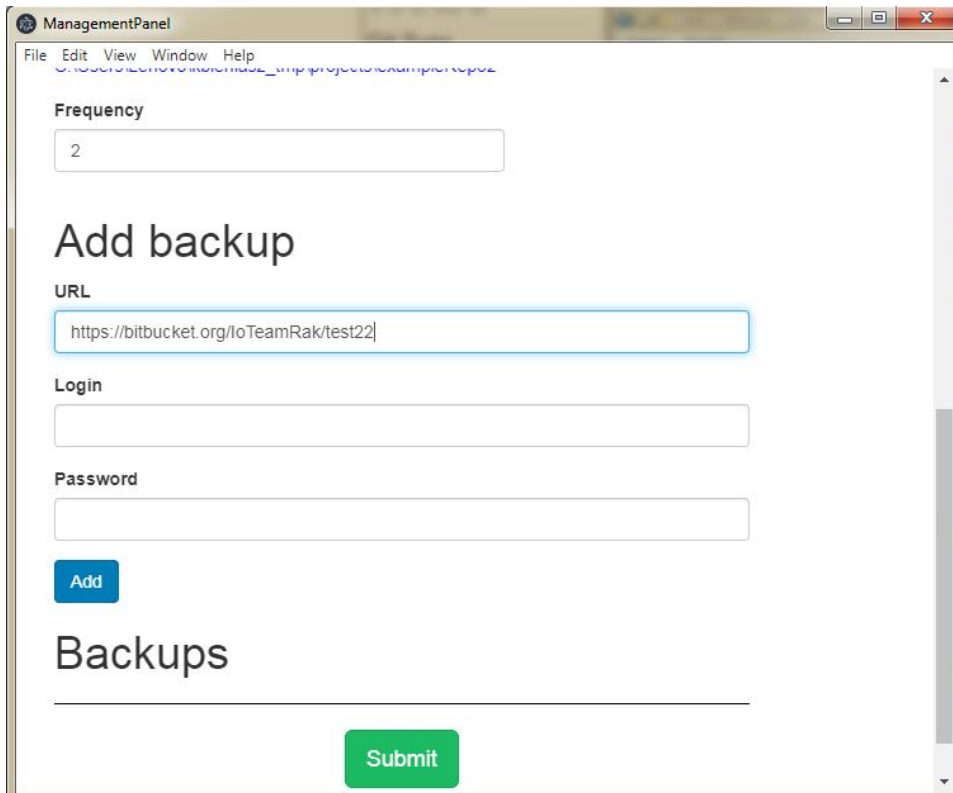 ManagementPanel
File Edit View Window Help
Frequency
2
Add backup
URL
https://bitbucket.org/IoTeamRak/test22
Login
Password
Add
Backups
Submit